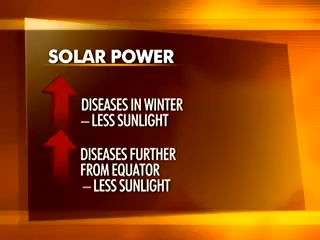 SOLAR POWER
DISEASES IN WINTER
– LESS SUNLIGHT
DISEASES FURTHER
FROM EQUATOR
– LESS SUNLIGHT